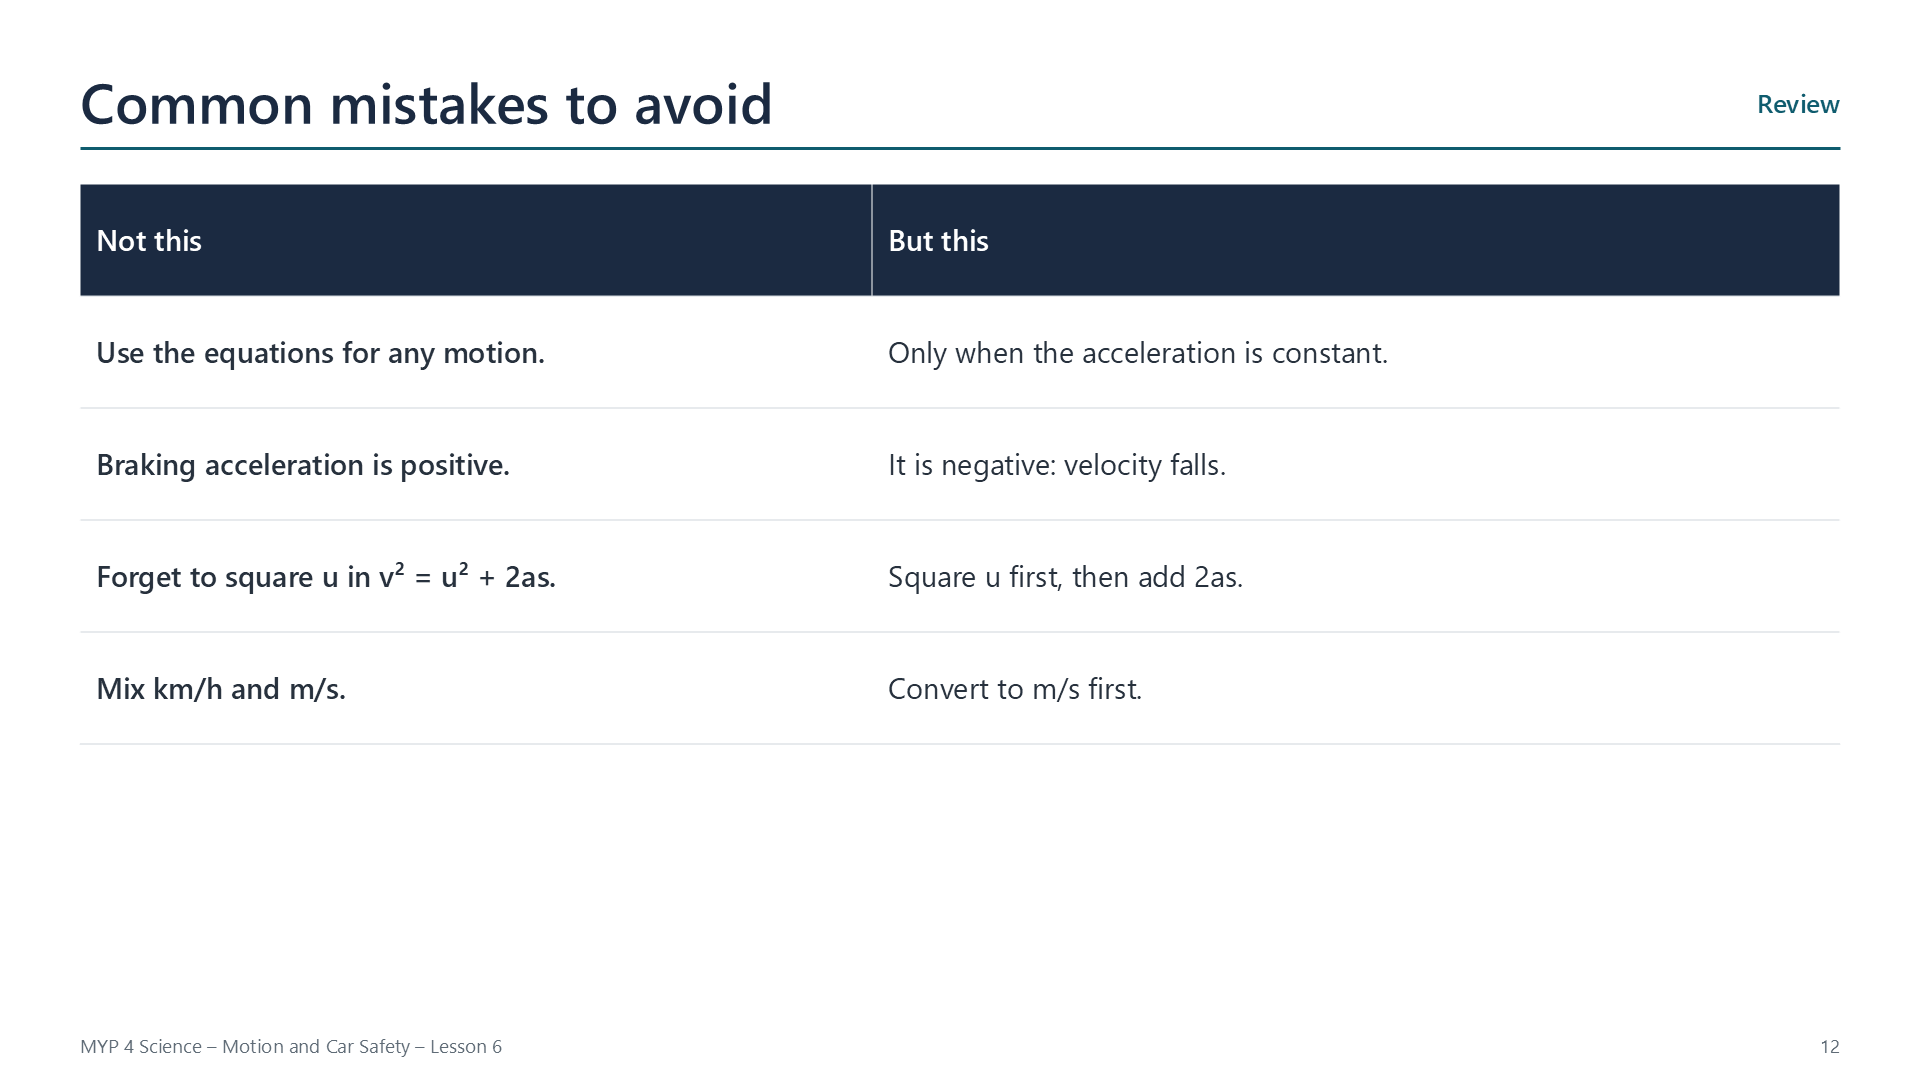 Common mistakes to avoid
Review
Not this
But this
Use the equations for any motion.
Only when the acceleration is constant.
Braking acceleration is positive.
It is negative: velocity falls.
Forget to square u in v² = u² + 2as.
Square u first, then add 2as.
Mix km/h and m/s.
Convert to m/s first.
MYP 4 Science – Motion and Car Safety – Lesson 6
12